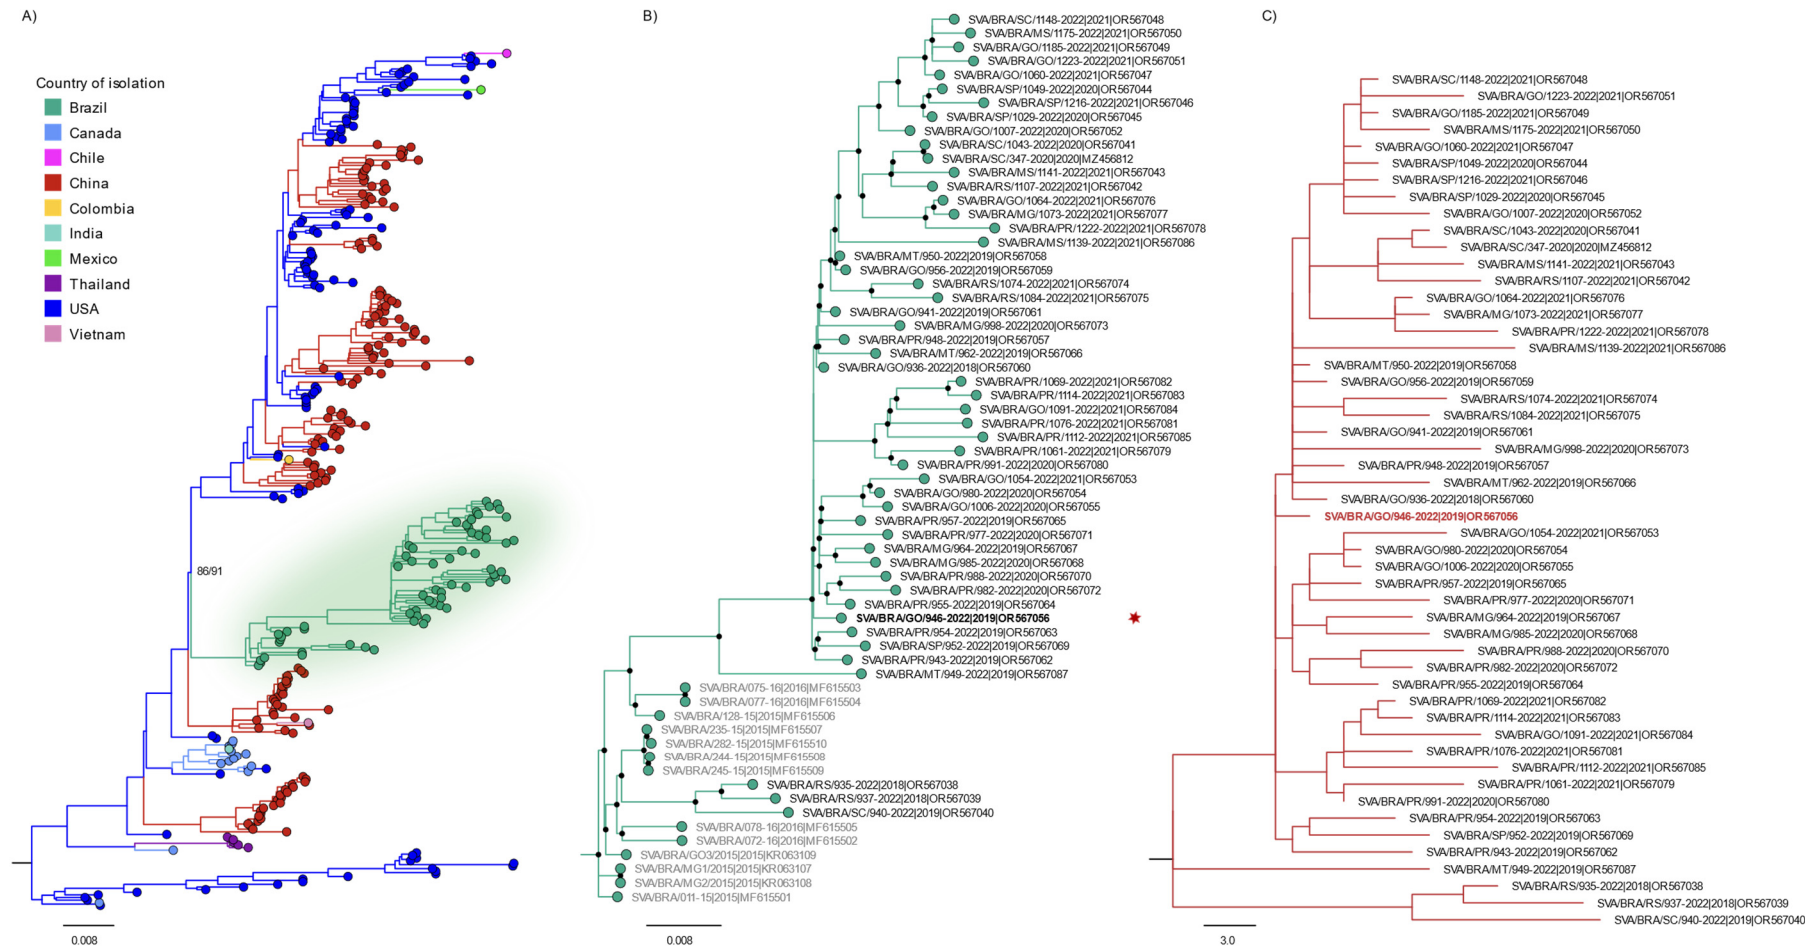 A)
Country of isolation
Brazil
Canada
Chile
China
Colombia
India
Mexico
Thailand
USA
Vietnam
86/91
0.008
B)
SVA/BRA/SC/1148-2022|2021|OR567048
SVA/BRA/MS/1175-2022|2021|OR567050
SVA/BRA/GO/1185-2022|2021|OR567049
SVA/BRA/GO/1223-2022|2021|OR567051
SVA/BRA/GO/1060-2022|2021|OR567047
SVA/BRA/SP/1049-2022|2020|OR567044
SVA/BRA/SP/1216-2022|2021|OR567046
SVA/BRA/SP/1029-2022|2020|OR567045
SVA/BRA/GO/1007-2022|2020|OR567052
SVA/BRA/SC/1043-2022|2020|OR567041
SVA/BRA/SC/347-2020|2020|MZ456812
SVA/BRA/MS/1141-2022|2021|OR567043
SVA/BRA/RS/1107-2022|2021|OR567042
SVA/BRA/GO/1064-2022|2021|OR567076
SVA/BRA/MG/1073-2022|2021|OR567077
SVA/BRA/PR/1222-2022|2021|OR567078
SVA/BRA/MS/1139-2022|2021|OR567086
SVA/BRA/MT/950-2022|2019|OR567058
SVA/BRA/GO/956-2022|2019|OR567059
SVA/BRA/RS/1074-2022|2021|OR567074
SVA/BRA/RS/1084-2022|2021|OR567075
SVA/BRA/GO/941-2022|2019|OR567061
SVA/BRA/MG/998-2022|2020|OR567073
SVA/BRA/PR/948-2022|2019|OR567057
SVA/BRA/MT/962-2022|2019|OR567066
SVA/BRA/GO/936-2022|2018|OR567060
SVA/BRA/PR/1069-2022|2021|OR567082
SVA/BRA/PR/1114-2022|2021|OR567083
SVA/BRA/GO/1091-2022|2021|OR567084
SVA/BRA/PR/1076-2022|2021|OR567081
SVA/BRA/PR/1112-2022|2021|OR567085
SVA/BRA/PR/1061-2022|2021|OR567079
SVA/BRA/PR/991-2022|2020|OR567080
SVA/BRA/GO/1054-2022|2021|OR567053
SVA/BRA/GO/980-2022|2020|OR567054
SVA/BRA/GO/1006-2022|2020|OR567055
SVA/BRA/PR/957-2022|2019|OR567065
SVA/BRA/PR/977-2022|2020|OR567071
SVA/BRA/MG/964-2022|2019|OR567067
SVA/BRA/MG/985-2022|2020|OR567068
SVA/BRA/PR/988-2022|2020|OR567070
SVA/BRA/PR/982-2022|2020|OR567072
SVA/BRA/PR/955-2022|2019|OR567064
SVA/BRA/GO/946-2022|2019|OR567056
SVA/BRA/PR/954-2022|2019|OR567063
SVA/BRA/SP/952-2022|2019|OR567069
SVA/BRA/PR/943-2022|2019|OR567062
SVA/BRA/MT/949-2022|2019|OR567087
SVA/BRA/075-16|2016|MF615503
SVA/BRA/077-16|2016|MF615504
SVA/BRA/128-15|2015|MF615506
SVA/BRA/235-15|2015|MF615507
SVA/BRA/282-15|2015|MF615510
SVA/BRA/244-15|2015|MF615508
SVA/BRA/245-15|2015|MF615509
SVA/BRA/RS/935-2022|2018|OR567038
SVA/BRA/RS/937-2022|2018|OR567039
SVA/BRA/SC/940-2022|2019|OR567040
SVA/BRA/078-16|2016|MF615505
SVA/BRA/072-16|2016|MF615502
SVA/BRA/GO3/2015|2015|KR063109
SVA/BRA/MG1/2015|2015|KR063107
SVA/BRA/MG2/2015|2015|KR063108
SVA/BRA/011-15|2015|MF615501
0.008
C)
SVA/BRA/SC/1148-2022|2021|OR567048
SVA/BRA/GO/1223-2022|2021|OR567051
SVA/BRA/GO/1185-2022|2021|OR567049
SVA/BRA/MS/1175-2022|2021|OR567050
SVA/BRA/GO/1060-2022|2021|OR567047
SVA/BRA/SP/1049-2022|2020|OR567044
SVA/BRA/SP/1216-2022|2021|OR567046
SVA/BRA/SP/1029-2022|2020|OR567045
SVA/BRA/GO/1007-2022|2020|OR567052
SVA/BRA/SC/1043-2022|2020|OR567041
SVA/BRA/SC/347-2020|2020|MZ456812
SVA/BRA/MS/1141-2022|2021|OR567043
SVA/BRA/RS/1107-2022|2021|OR567042
SVA/BRA/GO/1064-2022|2021|OR567076
SVA/BRA/MG/1073-2022|2021|OR567077
SVA/BRA/PR/1222-2022|2021|OR567078
SVA/BRA/MS/1139-2022|2021|OR567086
SVA/BRA/MT/950-2022|2019|OR567058
SVA/BRA/GO/956-2022|2019|OR567059
SVA/BRA/RS/1074-2022|2021|OR567074
SVA/BRA/RS/1084-2022|2021|OR567075
SVA/BRA/GO/941-2022|2019|OR567061
SVA/BRA/MG/998-2022|2020|OR567073
SVA/BRA/PR/948-2022|2019|OR567057
SVA/BRA/MT/962-2022|2019|OR567066
SVA/BRA/GO/936-2022|2018|OR567060
SVA/BRA/GO/946-2022|2019|OR567056
SVA/BRA/GO/1054-2022|2021|OR567053
SVA/BRA/GO/980-2022|2020|OR567054
SVA/BRA/GO/1006-2022|2020|OR567055
SVA/BRA/PR/957-2022|2019|OR567065
SVA/BRA/PR/977-2022|2020|OR567071
SVA/BRA/MG/964-2022|2019|OR567067
SVA/BRA/MG/985-2022|2020|OR567068
SVA/BRA/PR/988-2022|2020|OR567070
SVA/BRA/PR/982-2022|2020|OR567072
SVA/BRA/PR/955-2022|2019|OR567064
SVA/BRA/PR/1069-2022|2021|OR567082
SVA/BRA/PR/1114-2022|2021|OR567083
SVA/BRA/GO/1091-2022|2021|OR567084
SVA/BRA/PR/1076-2022|2021|OR567081
SVA/BRA/PR/1112-2022|2021|OR567085
SVA/BRA/PR/1061-2022|2021|OR567079
SVA/BRA/PR/991-2022|2020|OR567080
SVA/BRA/PR/954-2022|2019|OR567063
SVA/BRA/SP/952-2022|2019|OR567069
SVA/BRA/PR/943-2022|2019|OR567062
SVA/BRA/MT/949-2022|2019|OR567087
SVA/BRA/RS/935-2022|2018|OR567038
SVA/BRA/RS/937-2022|2018|OR567039
SVA/BRA/SC/940-2022|2019|OR567040
3.0